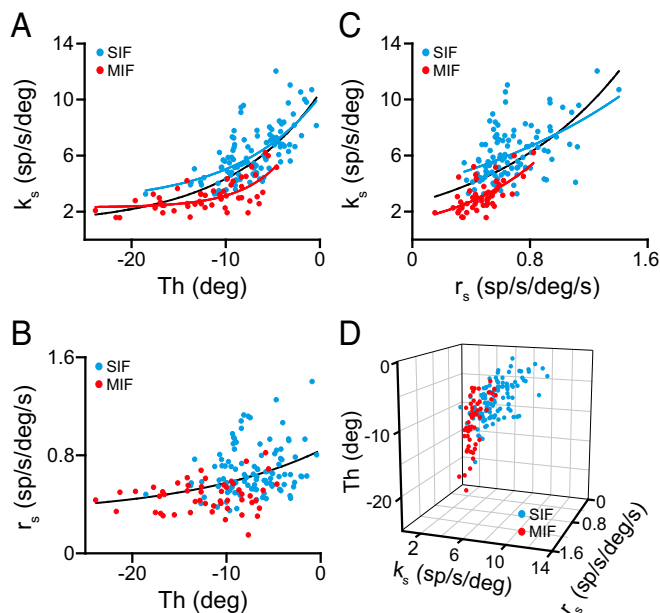 A
14
SIF
MIF
10
6
2
k_s (sp/s/deg)
-20
-10
0
Th (deg)
C
14
SIF
MIF
10
6
2
k_s (sp/s/deg)
0
0.8
1.6
r_s (sp/s/deg/s)
B
1.6
SIF
MIF
0.8
0
r_s (sp/s/deg/s)
-20
-10
0
Th (deg)
D
0
-10
-20
Th (deg)
SIF
MIF
2
6
10
14
k_s (sp/s/deg)
0
0.8
1.6
r_s (sp/s/deg/s)